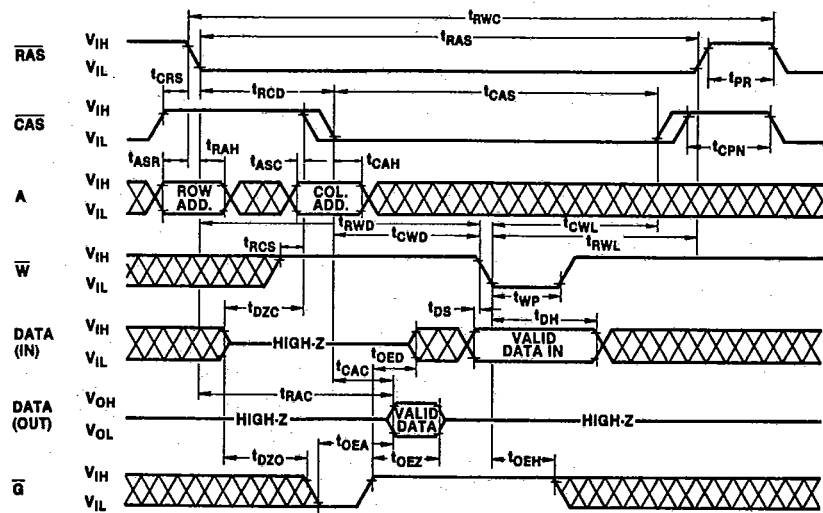 tRWC
RAS VIH tRAS
VIL tCRS tPR
tRCD tCAS
CAS VIH
VIL tCPN
tASR tRAH tASC tCAH
A VIH ROW ADD. COL. ADD.
VIL tRWD tCWL
tCWD tRWL
tRCS
W VIH
VIL tWP
tDZC tDS tDH
DATA (IN) VIH HIGH-Z VALID DATA IN
VIL tOED
tCAC
tRAC
DATA (OUT) VOH HIGH-Z VALID DATA HIGH-Z
VOL
tDZO tOEA tOEZ tOEH
G VIH
VIL